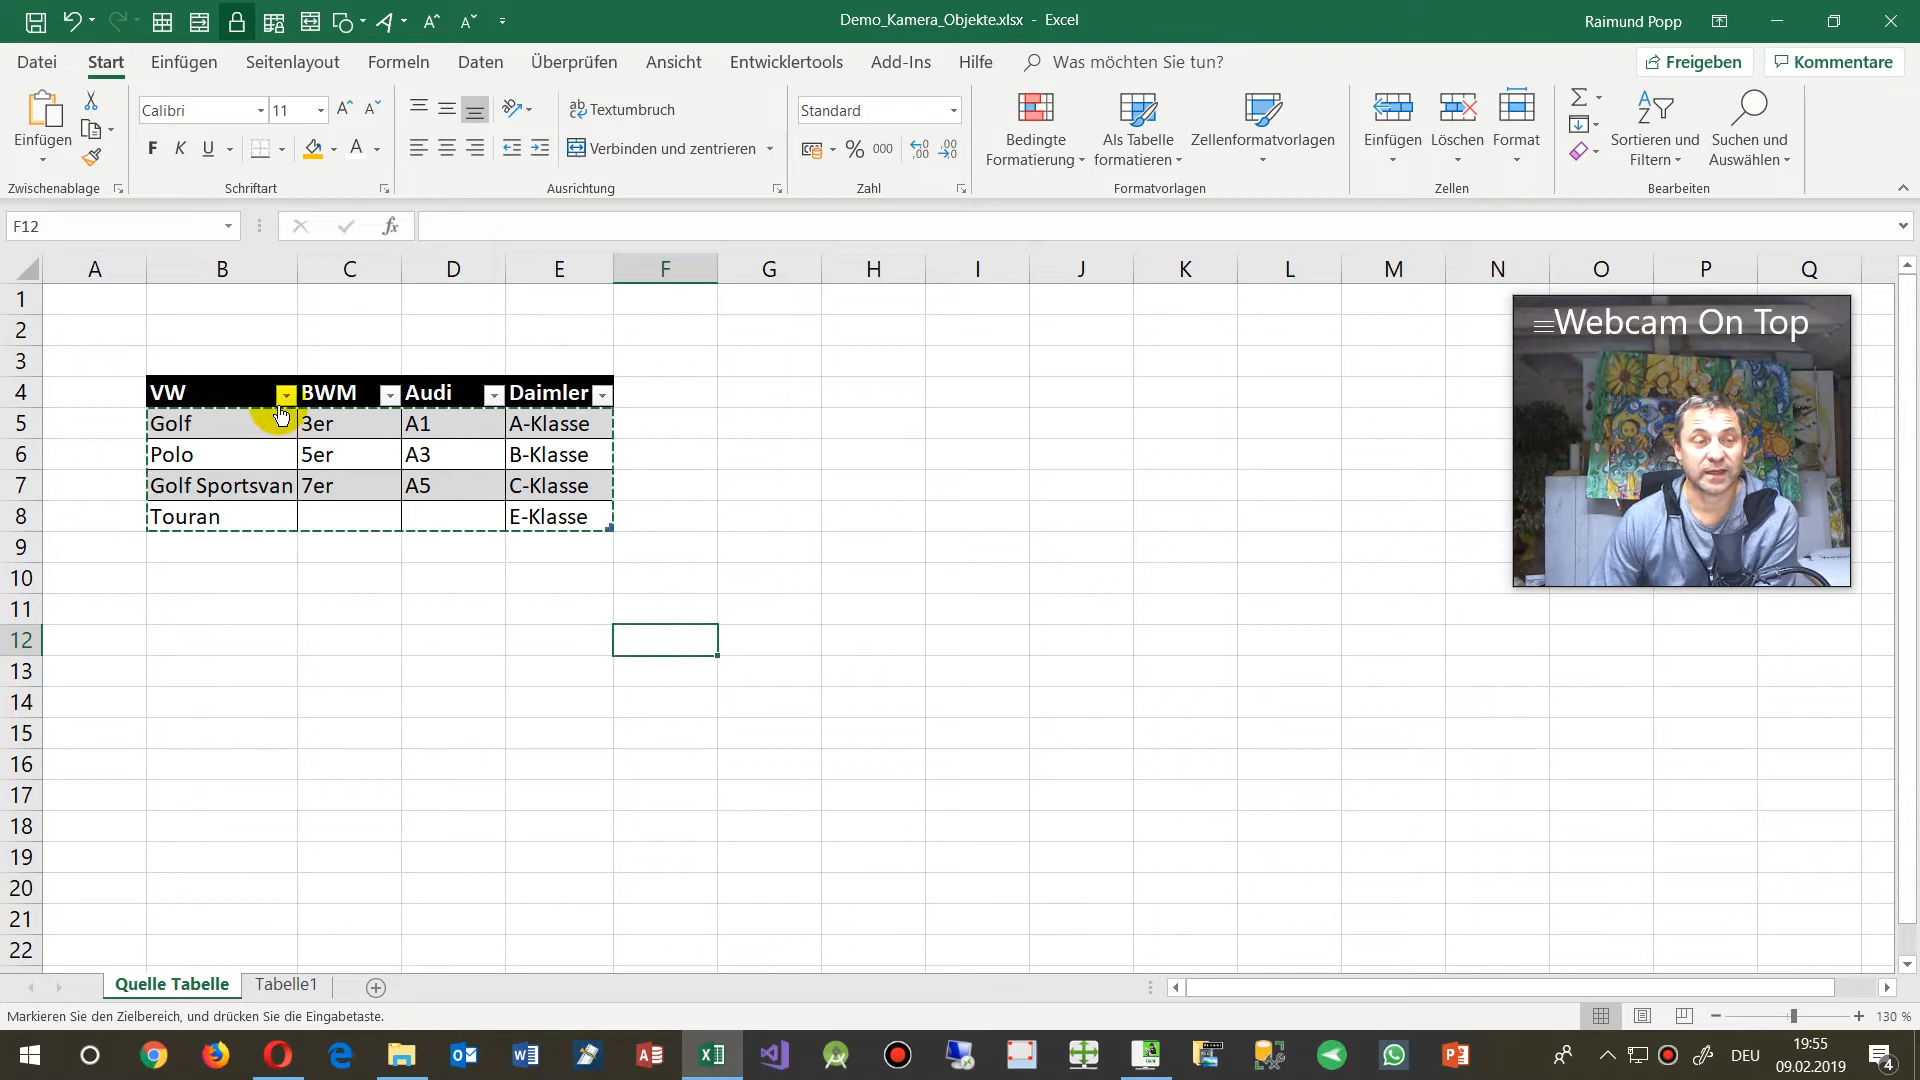 Demo_Kamera_Objekte.xlsx - Excel
Raimund Popp
Datei Start Einfügen Seitenlayout Formeln Daten Überprüfen Ansicht Entwicklertools Add-Ins Hilfe Was möchten Sie tun? Freigeben Kommentare
Einfügen
Zwischenablage
Calibri 11
F K U
Schriftart
Textumbruch
Verbinden und zentrieren
Ausrichtung
Standard
% 000
Zahl
Bedingte Formatierung
Als Tabelle formatieren
Zellenformatvorlagen
Formatvorlagen
Einfügen Löschen Format
Zellen
Sortieren und Filtern
Suchen und Auswählen
Bearbeiten
F12 fx
A B C D E F G H I J K L M N O P Q
1
2
3
4 VW BWM Audi Daimler
5 Golf 3er A1 A-Klasse
6 Polo 5er A3 B-Klasse
7 Golf Sportsvan 7er A5 C-Klasse
8 Touran E-Klasse
9
10
11
12
13
14
15
16
17
18
19
20
21
22
Webcam On Top
Quelle Tabelle Tabelle1
Markieren Sie den Zielbereich, und drücken Sie die Eingabetaste.
130 %
DEU
19:55
09.02.2019
4